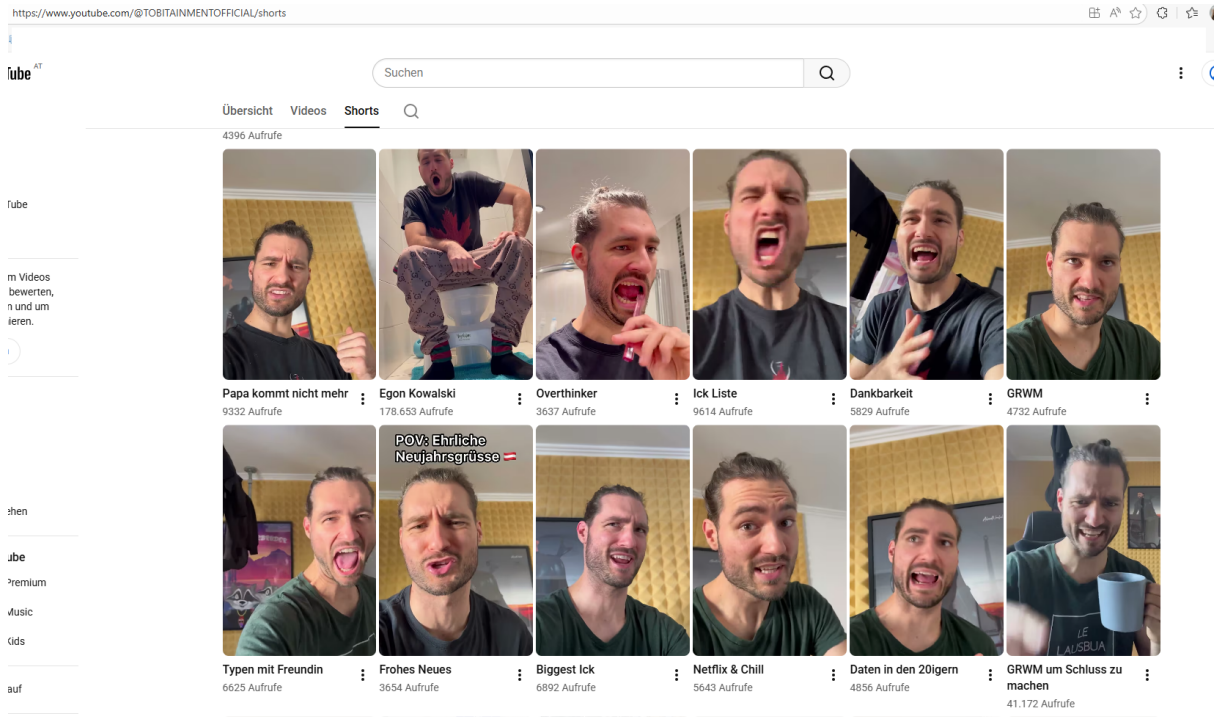 https://www.youtube.com/@TOBITAINMENTOFFICIAL/shorts
Tube AT
Suchen
Übersicht Videos Shorts
4396 Aufrufe
Tube
m Videos
bewerten,
n und um
ieren.
Papa kommt nicht mehr
9332 Aufrufe
Egon Kowalski
178.653 Aufrufe
Overthinker
3637 Aufrufe
Ick Liste
9614 Aufrufe
Dankbarkeit
5829 Aufrufe
GRWM
4732 Aufrufe
POV: Ehrliche
Neujahrsgrüsse
LE
LAUSBUA
ehen
ube
Premium
Music
Kids
auf
Typen mit Freundin
6625 Aufrufe
Frohes Neues
3654 Aufrufe
Biggest Ick
6892 Aufrufe
Netflix & Chill
5643 Aufrufe
Daten in den 20igern
4856 Aufrufe
GRWM um Schluss zu
machen
41.172 Aufrufe